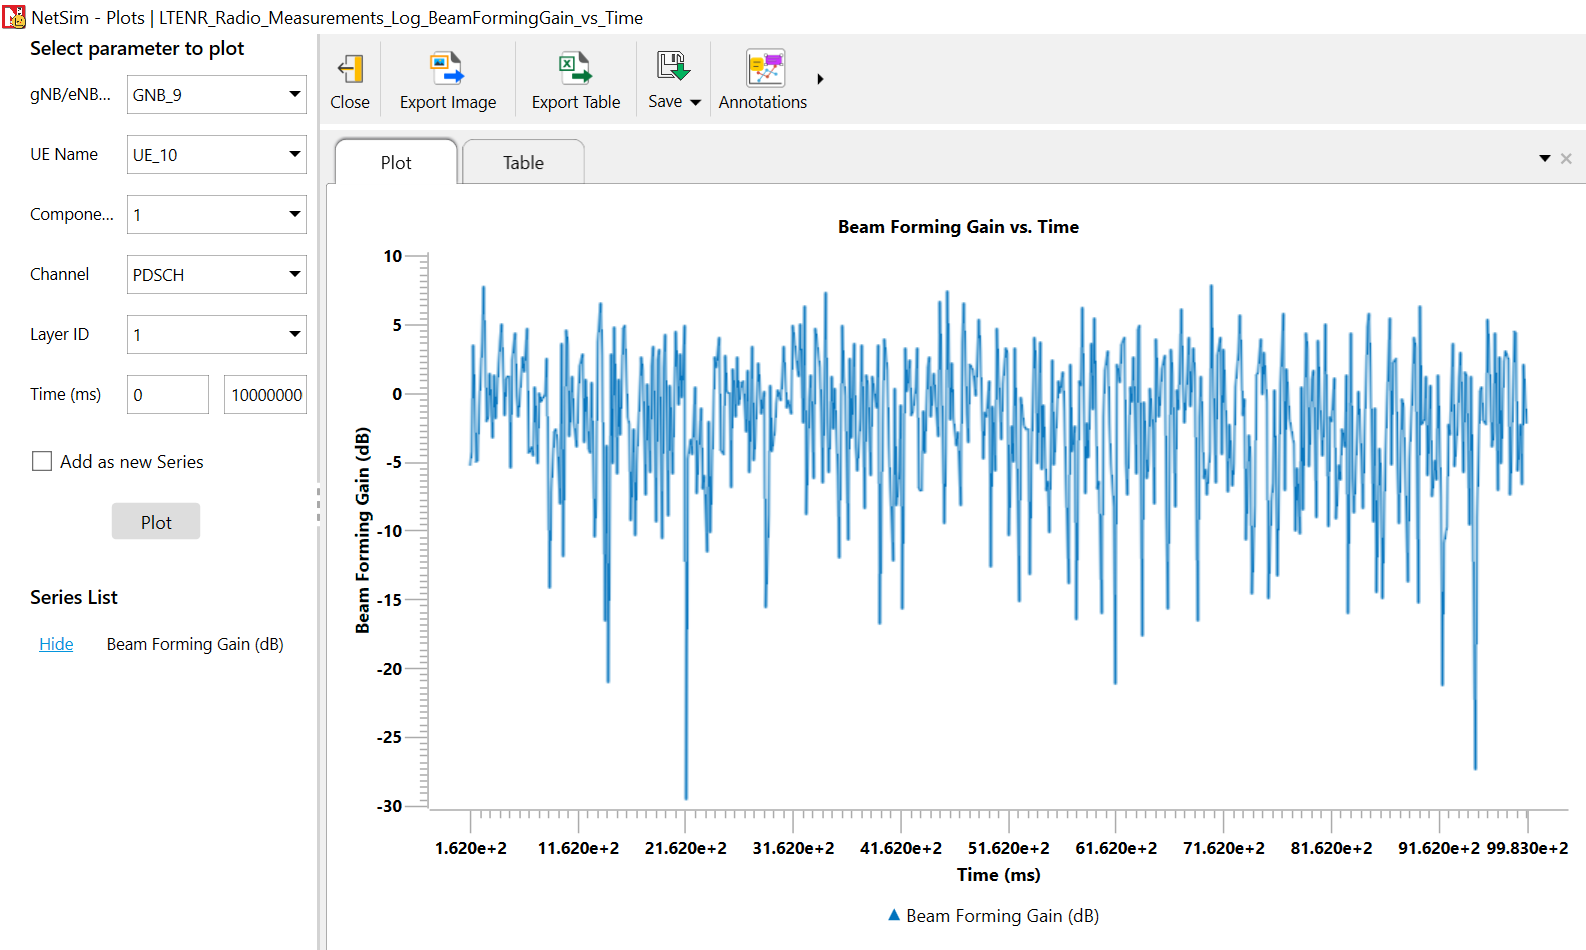 NetSim - Plots | LTENR_Radio_Measurements_Log_BeamFormingGain_vs_Time
Select parameter to plot
gNB/eNB... GNB_9
UE Name UE_10
Compone... 1
Channel PDSCH
Layer ID 1
Time (ms) 0 10000000
Add as new Series
Plot
Series List
Hide Beam Forming Gain (dB)
Close Export Image Export Table Save Annotations
Plot Table
Beam Forming Gain vs. Time
Beam Forming Gain (dB)
10
5
0
-5
-10
-15
-20
-25
-30
1.620e+2 11.620e+2 21.620e+2 31.620e+2 41.620e+2 51.620e+2 61.620e+2 71.620e+2 81.620e+2 91.620e+2 99.830e+2
Time (ms)
Beam Forming Gain (dB)